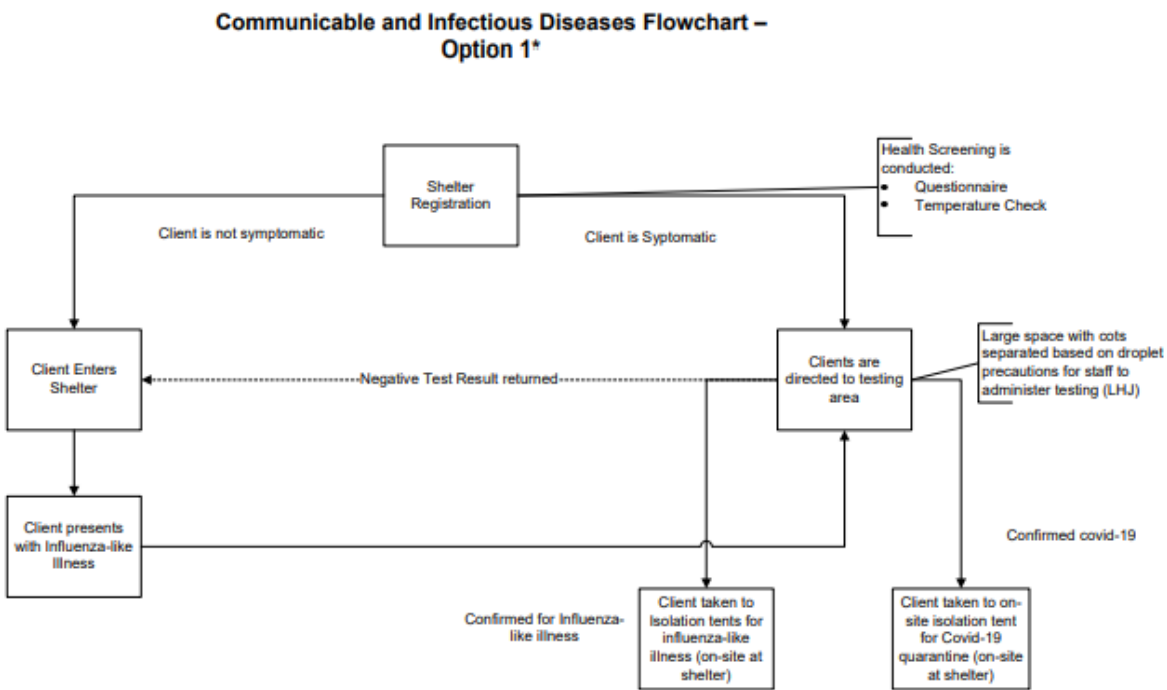 Communicable and Infectious Diseases Flowchart –
Option 1*
Shelter
Registration
Health Screening is
conducted:
• Questionnaire
• Temperature Check
Client is not symptomatic
Client is Syptomatic
Client Enters
Shelter
Negative Test Result returned
Clients are
directed to testing
area
Large space with cots
separated based on droplet
precautions for staff to
administer testing (LHJ)
Client presents
with Influenza-like
Illness
Confirmed covid-19
Confirmed for Influenza-
like illness
Client taken to
Isolation tents for
influenza-like
illness (on-site at
shelter)
Client taken to on-
site isolation tent
for Covid-19
quarantine (on-site
at shelter)